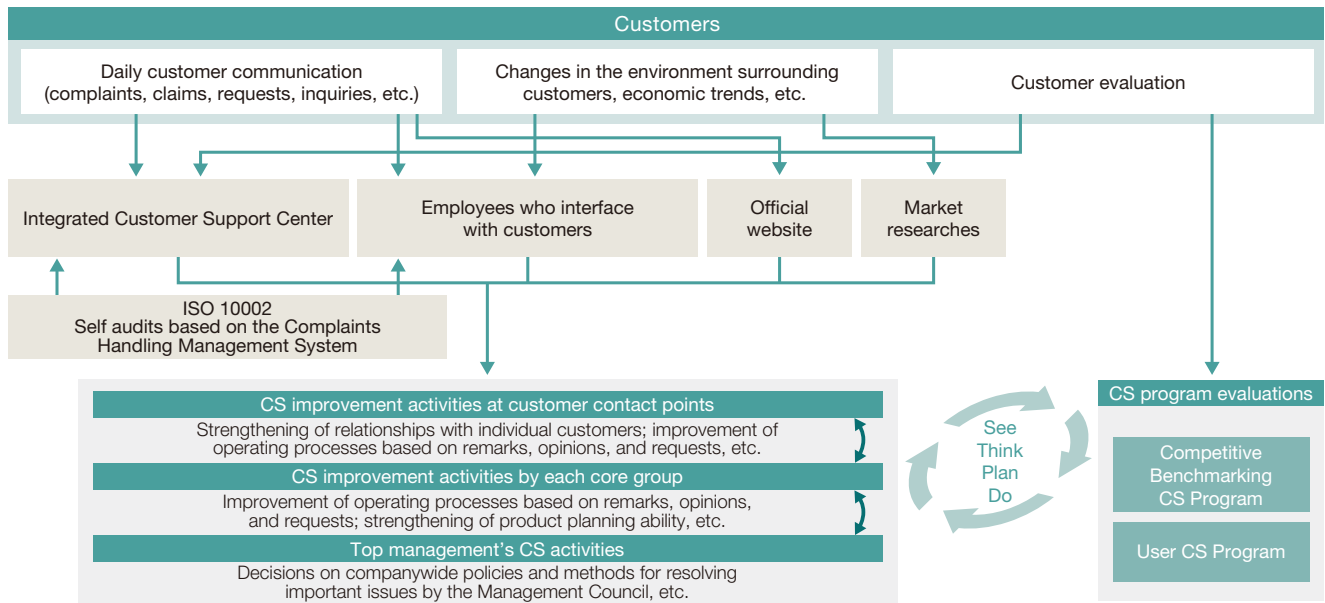 Customers
Daily customer communication
(complaints, claims, requests, inquiries, etc.)
Changes in the environment surrounding
customers, economic trends, etc.
Customer evaluation
Integrated Customer Support Center
Employees who interface
with customers
Official
website
Market
researches
ISO 10002
Self audits based on the Complaints
Handling Management System
CS improvement activities at customer contact points
Strengthening of relationships with individual customers; improvement of
operating processes based on remarks, opinions, and requests, etc.
CS improvement activities by each core group
Improvement of operating processes based on remarks, opinions,
and requests; strengthening of product planning ability, etc.
Top management's CS activities
Decisions on companywide policies and methods for resolving
important issues by the Management Council, etc.
See
Think
Plan
Do
CS program evaluations
Competitive
Benchmarking
CS Program
User CS Program